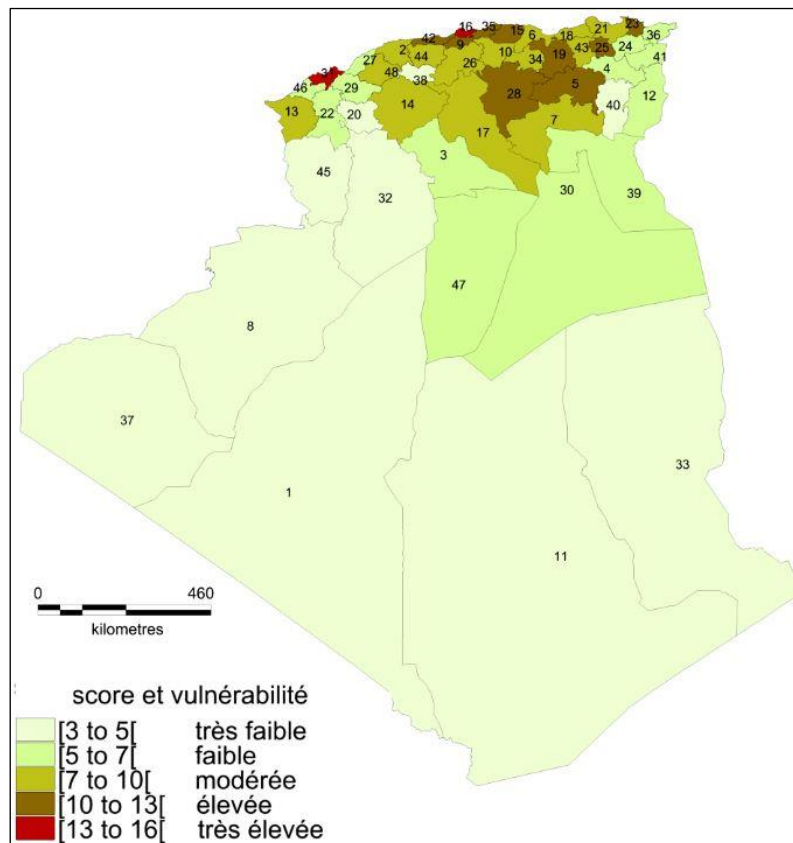 16 35 23
42 15 6 18 21 36
2 44 9 10 34 19 43 25 24 41
27 48 38 26 4
31 29 28 5 40 12
46 14
13 22 20 17 7
45 3
32 30 39
47
8
37
1
33
11
0 460
kilometres
score et vulnérabilité
[3 to 5[ très faible
[5 to 7[ faible
[7 to 10[ modérée
[10 to 13[ élevée
[13 to 16[ très élevée